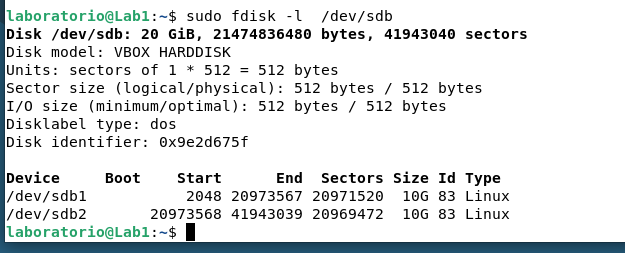 laboratorio@Lab1:~$ sudo fdisk -l  /dev/sdb
Disk /dev/sdb: 20 GiB, 21474836480 bytes, 41943040 sectors
Disk model: VBOX HARDDISK
Units: sectors of 1 * 512 = 512 bytes
Sector size (logical/physical): 512 bytes / 512 bytes
I/O size (minimum/optimal): 512 bytes / 512 bytes
Disklabel type: dos
Disk identifier: 0x9e2d675f

Device     Boot    Start      End  Sectors Size Id Type
/dev/sdb1           2048 20973567 20971520  10G 83 Linux
/dev/sdb2       20973568 41943039 20969472  10G 83 Linux
laboratorio@Lab1:~$